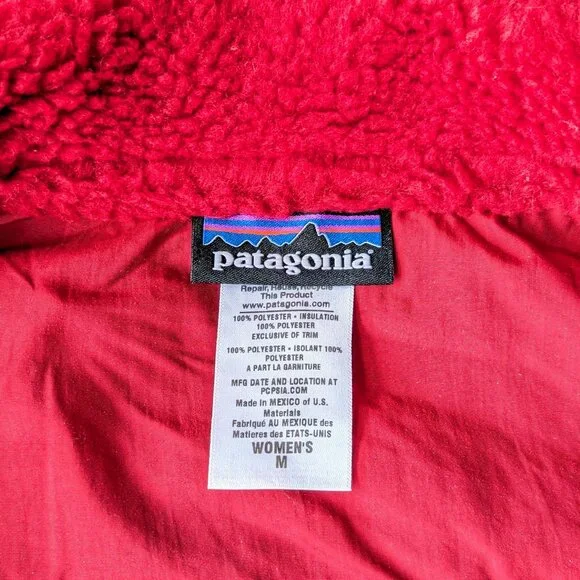 patagonia®
Repair, Reuse, Recycle
This Product
www.patagonia.com
100% POLYESTER • INSULATION
100% POLYESTER
EXCLUSIVE OF TRIM
100% POLYESTER • ISOLANT 100%
POLYESTER
A PART LA GARNITURE
MFG DATE AND LOCATION AT
PCPSIA.COM
Made in MEXICO of U.S.
Materials
Fabriqué AU MEXIQUE des
Matieres des ETATS-UNIS
WOMEN'S
M